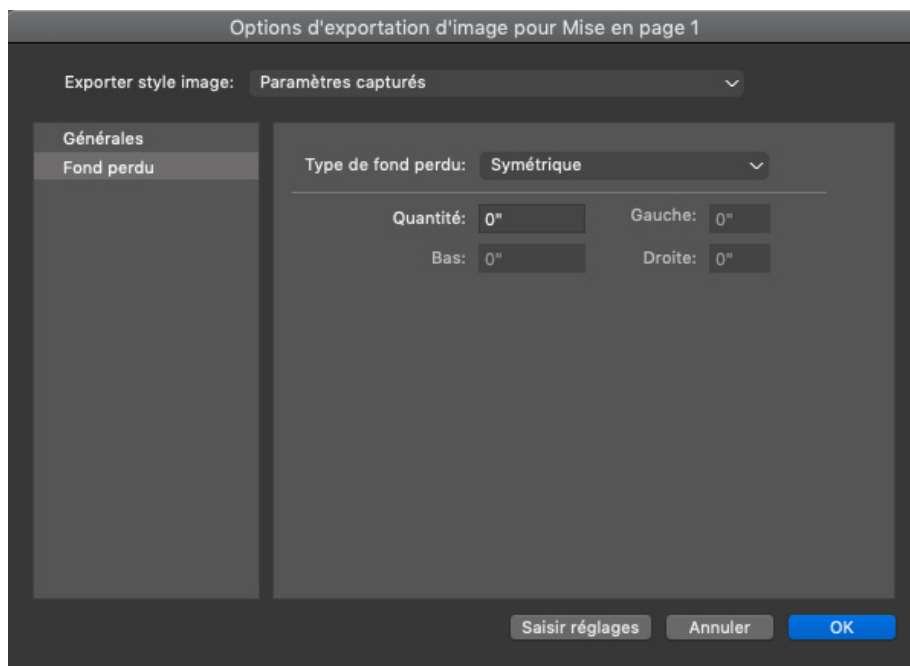 Options d'exportation d'image pour Mise en page 1
Exporter style image: Paramètres capturés
Générales
Fond perdu
Type de fond perdu: Symétrique
Quantité: 0" Gauche: 0"
Bas: 0" Droite: 0"
Saisir réglages Annuler OK